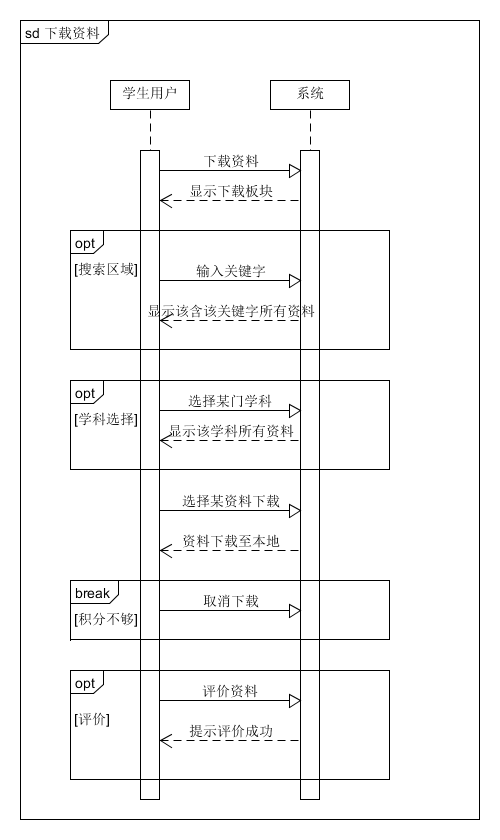 sd 下载资料
学生用户
系统
下载资料
显示下载板块
opt
[搜索区域]
输入关键字
显示该含该关键字所有资料
opt
[学科选择]
选择某门学科
显示该学科所有资料
选择某资料下载
资料下载至本地
break
[积分不够]
取消下载
opt
[评价]
评价资料
提示评价成功